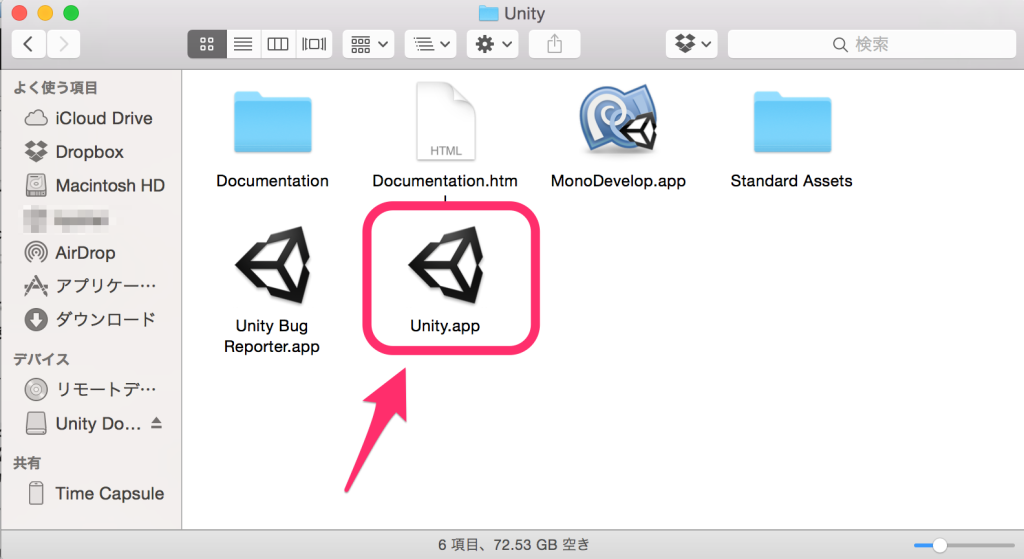 Unity
検索
よく使う項目
iCloud Drive
Dropbox
Macintosh HD
AirDrop
アプリケー…
ダウンロード
デバイス
リモートデ…
Unity Do…
共有
Time Capsule
Documentation
HTML
Documentation.htm
l
MonoDevelop.app
Standard Assets
Unity Bug
Reporter.app
Unity.app
6 項目、72.53 GB 空き